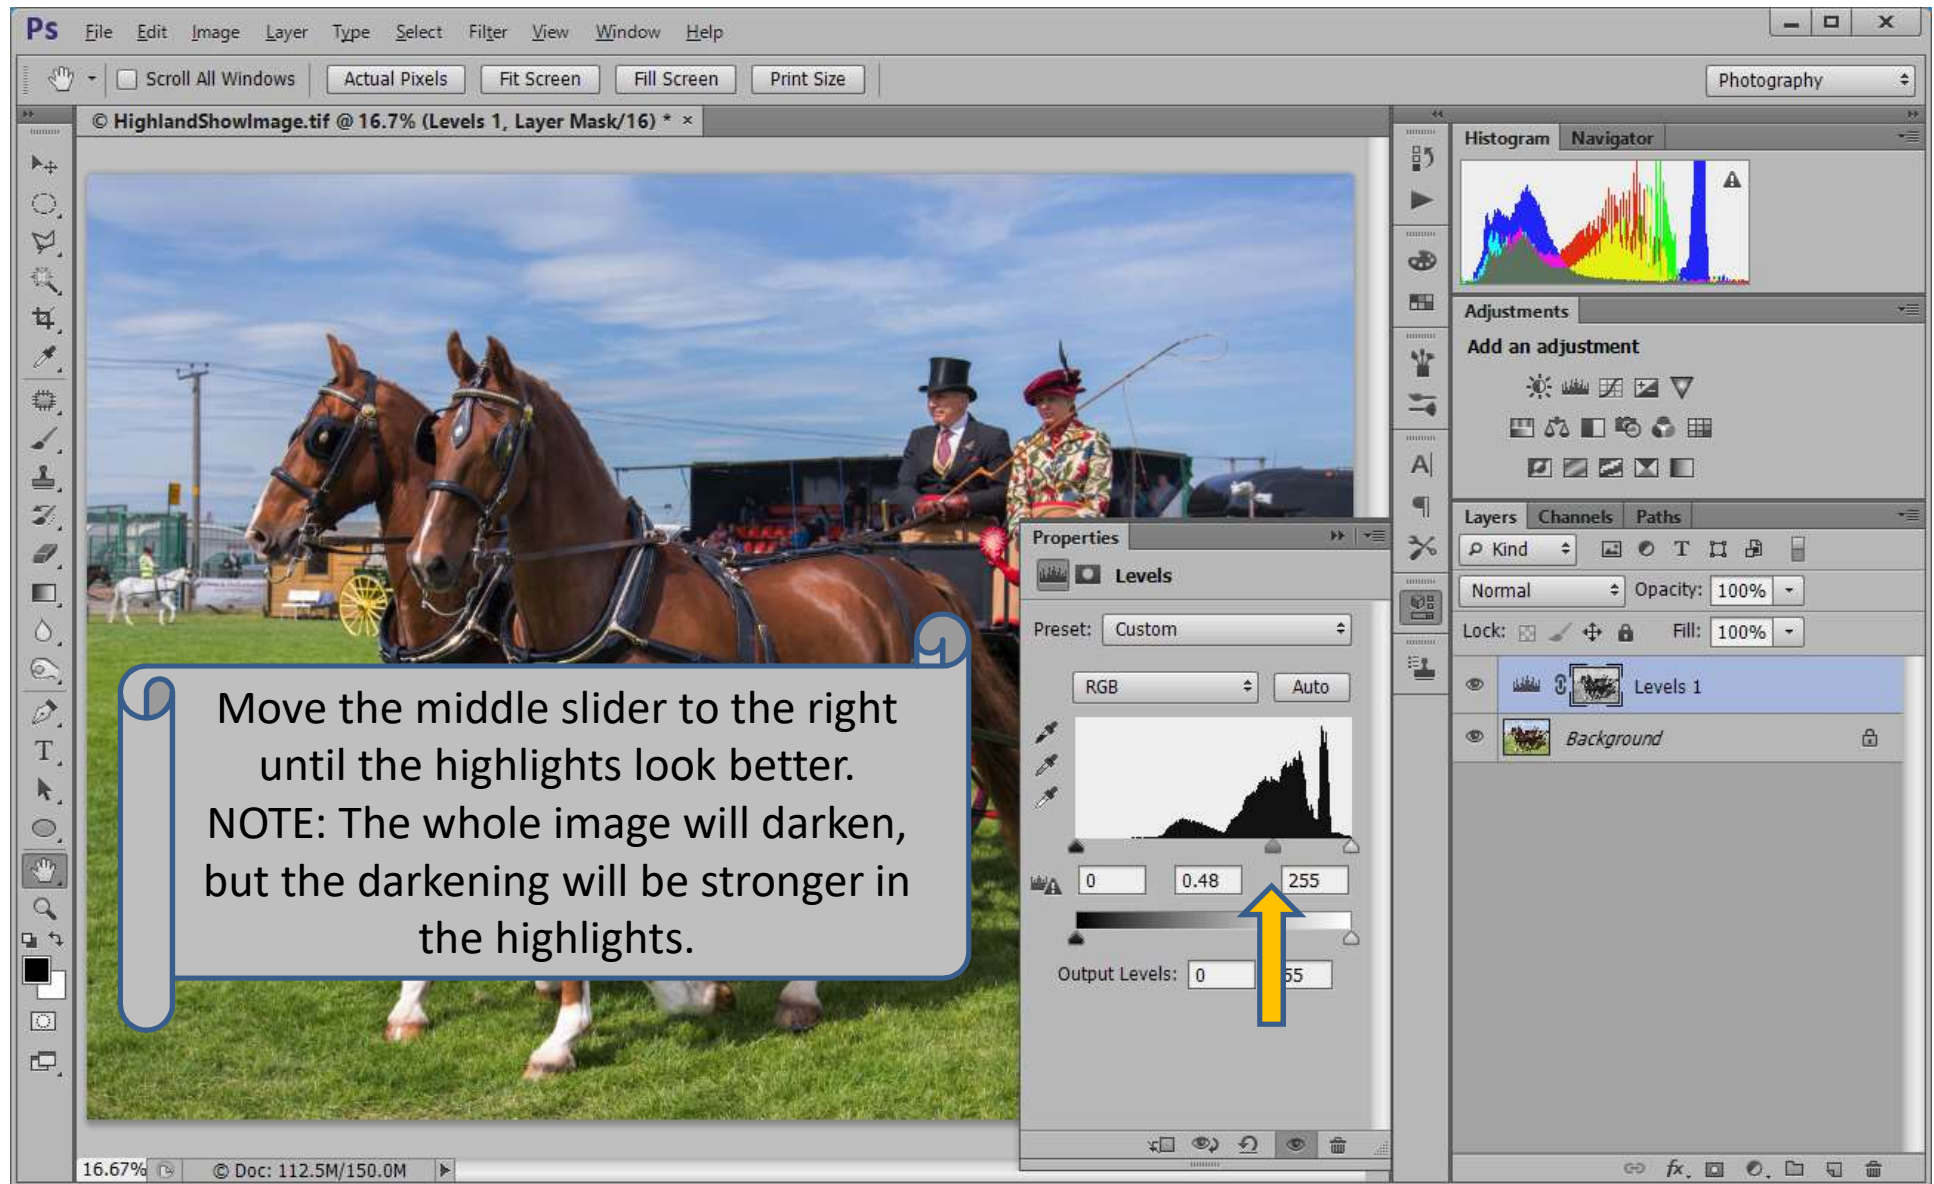 Ps File Edit Image Layer Type Select Filter View Window Help
Scroll All Windows Actual Pixels Fit Screen Fill Screen Print Size Photography
© HighlandShowImage.tif @ 16.7% (Levels 1, Layer Mask/16) * ×
Histogram Navigator
Adjustments
Add an adjustment
Layers Channels Paths
Kind
Normal Opacity: 100%
Lock: Fill: 100%
Levels 1
Background
Properties
Levels
Preset: Custom
RGB Auto
0 0.48 255
Output Levels: 0 55
Move the middle slider to the right
until the highlights look better.
NOTE: The whole image will darken,
but the darkening will be stronger in
the highlights.
16.67% © Doc: 112.5M/150.0M